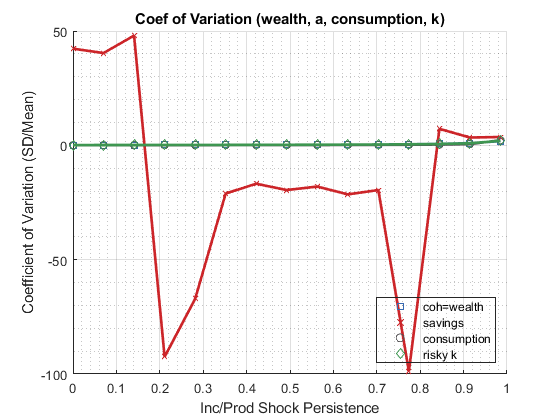 Coef of Variation (wealth, a, consumption, k)
50
0
-50
-100
Coefficient of Variation (SD/Mean)
coh=wealth
savings
consumption
risky k
0 0.1 0.2 0.3 0.4 0.5 0.6 0.7 0.8 0.9 1
Inc/Prod Shock Persistence